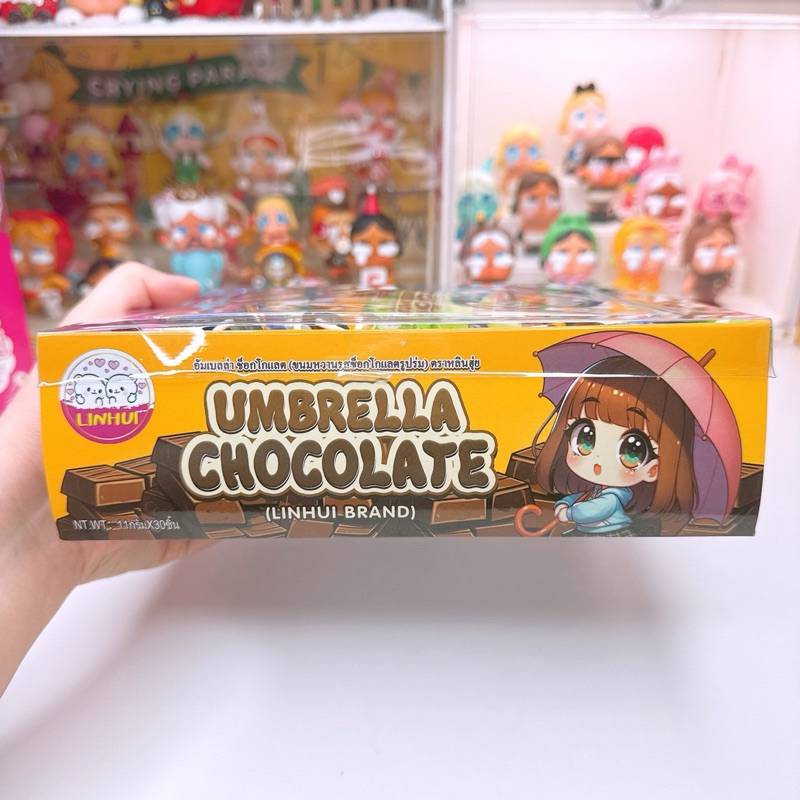 CRYING PARA
อัมเบลล่า ช็อกโกแลต (ขนมหวานรสช็อกโกแลตรูปร่ม) ตราหลินฮุ่ย
LINHUI
UMBRELLA
CHOCOLATE
(LINHUI BRAND)
NT.WT.: 11กรัมX30ชิ้น